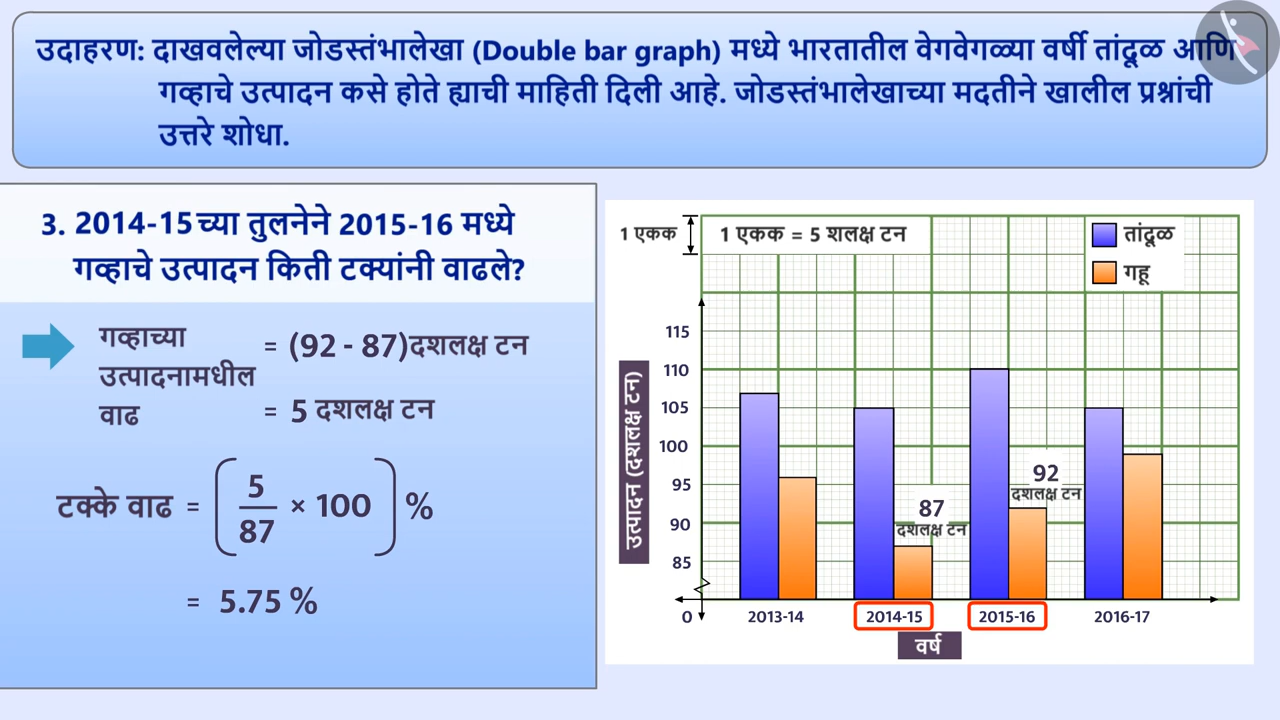 उदाहरण: दाखवलेल्या जोडस्तंभालेखा (Double bar graph) मध्ये भारतातील वेगवेगळ्या वर्षी तांदूळ आणि
गव्हाचे उत्पादन कसे होते ह्याची माहिती दिली आहे. जोडस्तंभालेखाच्या मदतीने खालील प्रश्नांची
उत्तरे शोधा.
3. 2014-15च्या तुलनेने 2015-16 मध्ये
गव्हाचे उत्पादन किती टक्यांनी वाढले?
गव्हाच्या
उत्पादनामधील
वाढ
= (92 - 87)दशलक्ष टन
= 5 दशलक्ष टन
टक्के वाढ = (5/87 × 100) %
= 5.75 %
1 एकक
1 एकक = 5 शलक्ष टन
तांदूळ
गहू
115
110
105
100
95
90
85
0
उत्पादन (दशलक्ष टन)
87
दशलक्ष टन
92
दशलक्ष टन
2013-14 2014-15 2015-16 2016-17
वर्ष